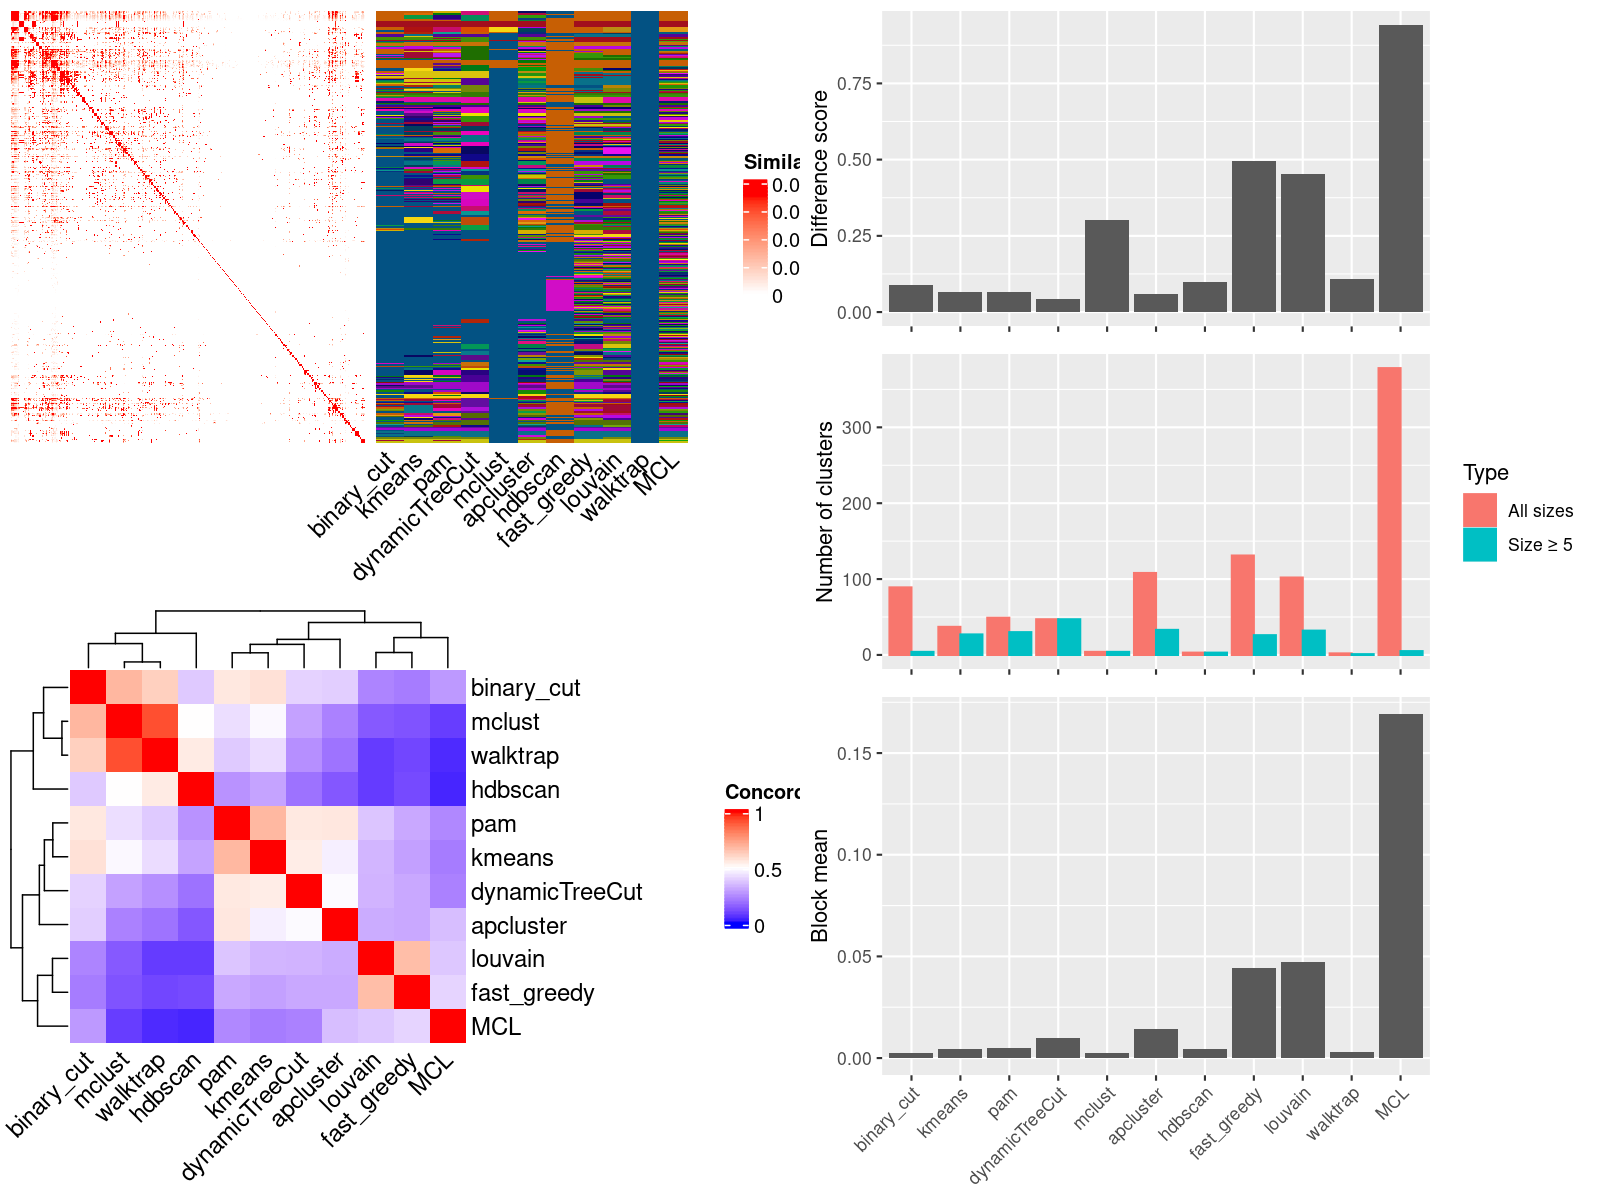 Simila
0.0
0.0
0.0
0.0
0
binary_cut
kmeans
pam
dynamicTreeCut
mclust
apcluster
hdbscan
fast_greedy
louvain
walktrap
MCL
binary_cut
mclust
walktrap
hdbscan
pam
kmeans
dynamicTreeCut
apcluster
louvain
fast_greedy
MCL
binary_cut
mclust
walktrap
hdbscan
pam
kmeans
dynamicTreeCut
apcluster
louvain
fast_greedy
MCL
Concord
1
0.5
0
Difference score
0.75
0.50
0.25
0.00
Number of clusters
300
200
100
0
Type
All sizes
Size ≥ 5
Block mean
0.15
0.10
0.05
0.00
binary_cut
kmeans
pam
dynamicTreeCut
mclust
apcluster
hdbscan
fast_greedy
louvain
walktrap
MCL